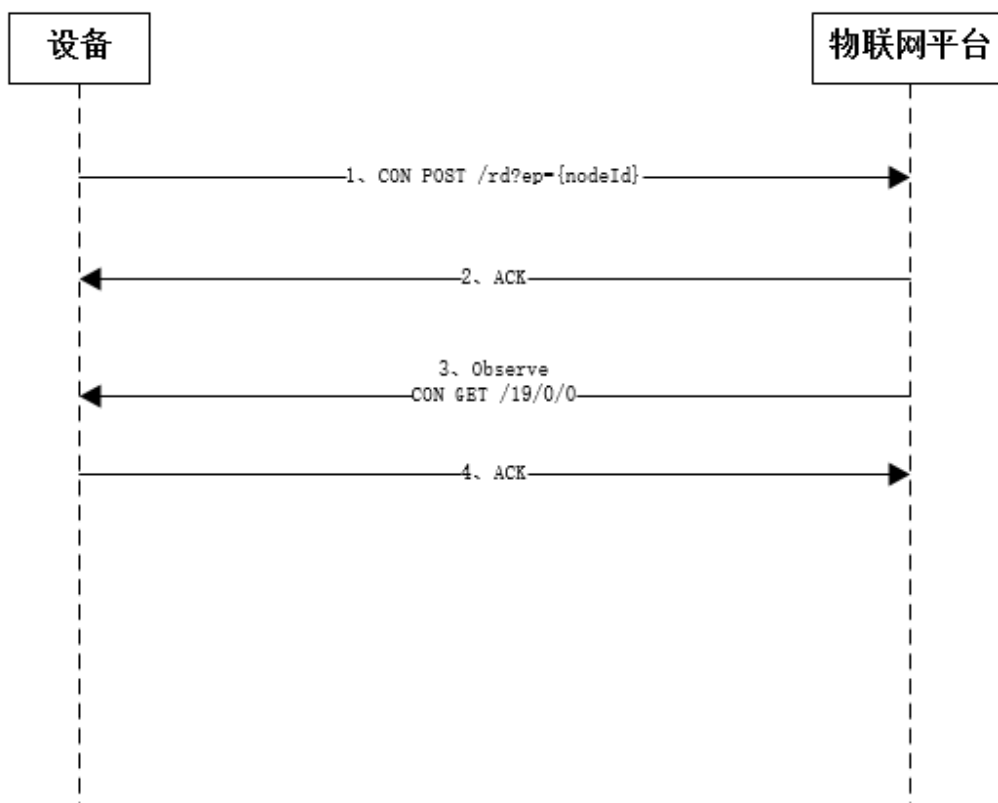 设备
物联网平台
1、CON POST /rd?ep={nodeId}
2、ACK
3、Observe
CON GET /19/0/0
4、ACK